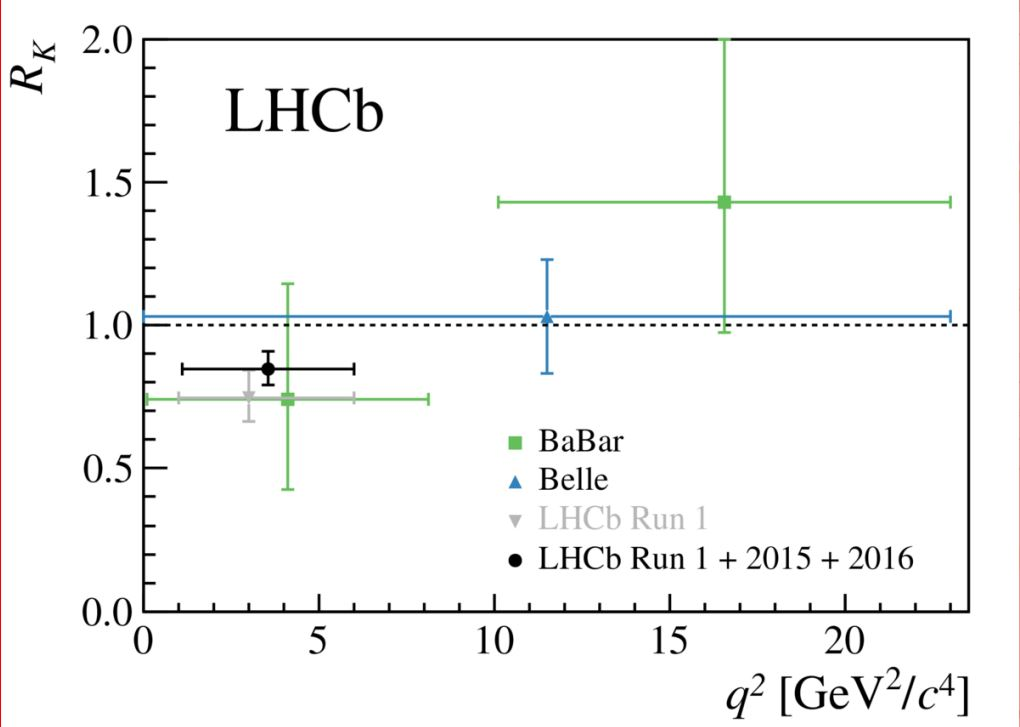 R_K
2.0
LHCb
1.5
1.0
0.5
0.0
BaBar
Belle
LHCb Run 1
LHCb Run 1 + 2015 + 2016
0 5 10 15 20
q² [GeV²/c⁴]